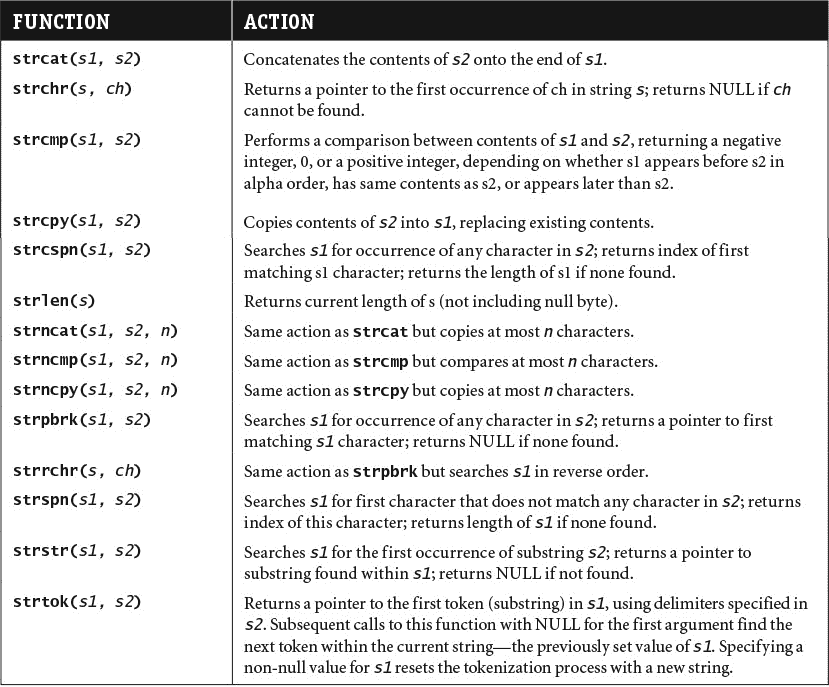 FUNCTION ACTION
strcat(s1, s2) Concatenates the contents of s2 onto the end of s1.
strchr(s, ch) Returns a pointer to the first occurrence of ch in string s; returns NULL if ch
cannot be found.
strcmp(s1, s2) Performs a comparison between contents of s1 and s2, returning a negative
integer, 0, or a positive integer, depending on whether s1 appears before s2 in
alpha order, has same contents as s2, or appears later than s2.
strcpy(s1, s2) Copies contents of s2 into s1, replacing existing contents.
strcspn(s1, s2) Searches s1 for occurrence of any character in s2; returns index of first
matching s1 character; returns the length of s1 if none found.
strlen(s) Returns current length of s (not including null byte).
strncat(s1, s2, n) Same action as strcat but copies at most n characters.
strncmp(s1, s2, n) Same action as strcmp but compares at most n characters.
strncpy(s1, s2, n) Same action as strcpy but copies at most n characters.
strpbrk(s1, s2) Searches s1 for occurrence of any character in s2; returns a pointer to first
matching s1 character; returns NULL if none found.
strrchr(s, ch) Same action as strpbrk but searches s1 in reverse order.
strspn(s1, s2) Searches s1 for first character that does not match any character in s2; returns
index of this character; returns length of s1 if none found.
strstr(s1, s2) Searches s1 for the first occurrence of substring s2; returns a pointer to
substring found within s1; returns NULL if not found.
strtok(s1, s2) Returns a pointer to the first token (substring) in s1, using delimiters specified in
s2. Subsequent calls to this function with NULL for the first argument find the
next token within the current string—the previously set value of s1. Specifying a
non-null value for s1 resets the tokenization process with a new string.